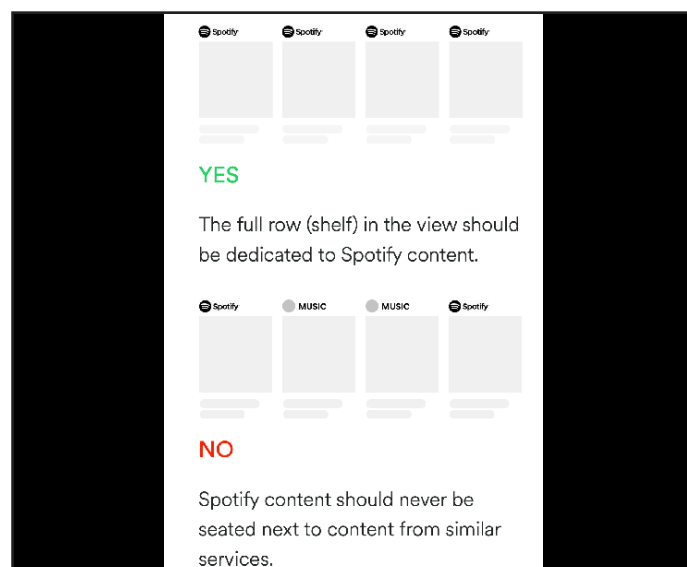 Spotify Spotify Spotify Spotify
YES
The full row (shelf) in the view should
be dedicated to Spotify content.
Spotify MUSIC MUSIC Spotify
NO
Spotify content should never be
seated next to content from similar
services.